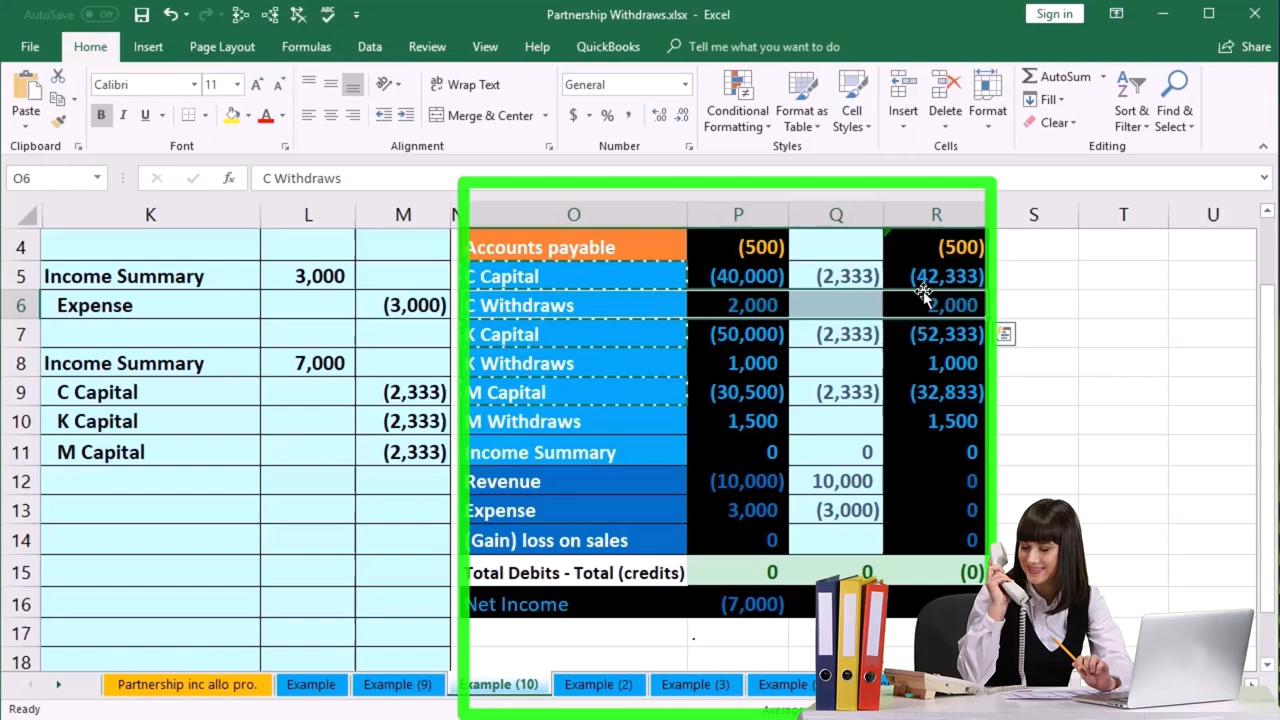 AutoSave Off
Partnership Withdraws.xlsx - Excel
Sign in
File Home Insert Page Layout Formulas Data Review View Help QuickBooks Tell me what you want to do Share
Calibri 11 Wrap Text General AutoSum
Paste Fill
B I U A Merge & Center $ % Conditional Formatting Format as Table Cell Styles Insert Delete Format Clear Sort & Filter Find & Select
Clipboard Font Alignment Number Styles Cells Editing
O6 fx C Withdraws
K L M N O P Q R S T U
4 Accounts payable (500) (500)
5 Income Summary 3,000 C Capital (40,000) (2,333) (42,333)
6 Expense (3,000) C Withdraws 2,000 2,000
7 K Capital (50,000) (2,333) (52,333)
8 Income Summary 7,000 K Withdraws 1,000 1,000
9 C Capital (2,333) M Capital (30,500) (2,333) (32,833)
10 K Capital (2,333) M Withdraws 1,500 1,500
11 M Capital (2,333) Income Summary 0 0 0
12 Revenue (10,000) 10,000 0
13 Expense 3,000 (3,000) 0
14 (Gain) loss on sales 0 0
15 Total Debits - Total (credits) 0 0 (0)
16 Net Income (7,000)
17 .
18
Partnership inc allo pro. Example Example (9) Example (10) Example (2) Example (3) Example
Ready